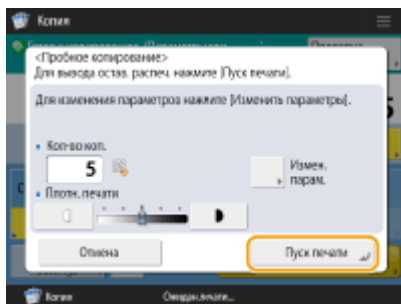 Копия
<Пробное копирование>
Для вывода остав. распеч. нажмите [Пуск печати].
Для изменения параметров нажмите [Изменить параметры].
Кол-во коп.
5
Измен.
парам.
Плотн. печати
Отмена
Пуск печати
Копия
Ожидан.печати...